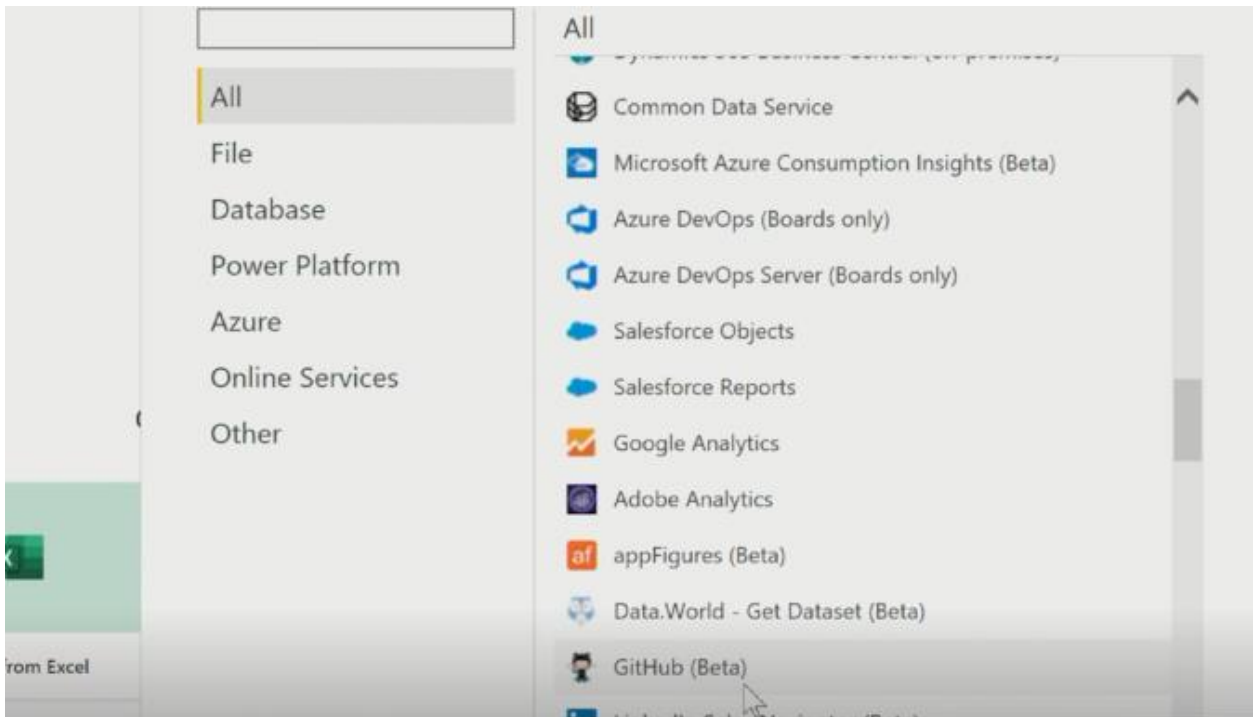 All
File
Database
Power Platform
Azure
Online Services
Other
from Excel
All
Common Data Service
Microsoft Azure Consumption Insights (Beta)
Azure DevOps (Boards only)
Azure DevOps Server (Boards only)
Salesforce Objects
Salesforce Reports
Google Analytics
Adobe Analytics
af appFigures (Beta)
Data.World - Get Dataset (Beta)
GitHub (Beta)